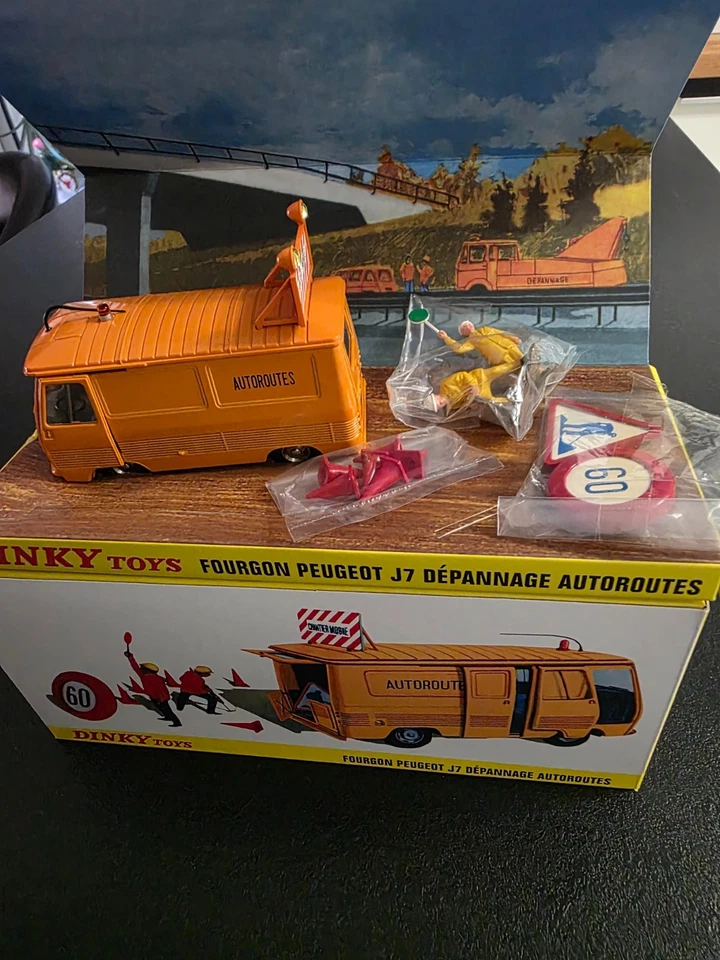 DÉPANNAGE
AUTOROUTES
60
INKY TOYS FOURGON PEUGEOT J7 DÉPANNAGE AUTOROUTES
CHANTIER MOBILE
AUTOROUTE
60
DINKY TOYS
FOURGON PEUGEOT J7 DÉPANNAGE AUTOROUTES